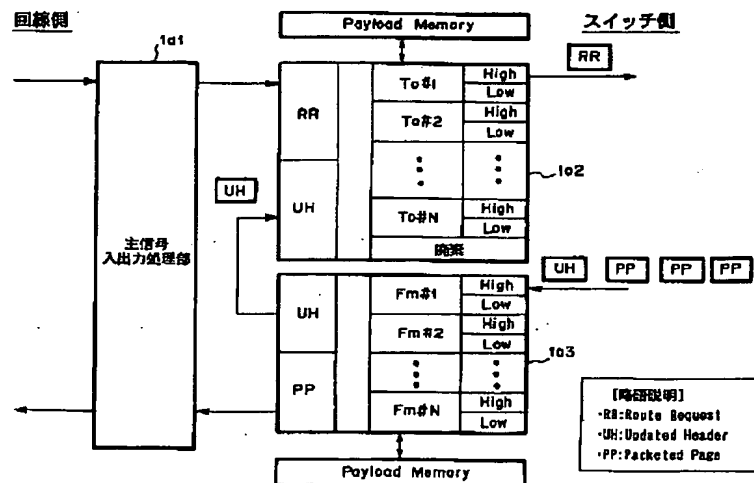 回線側
スイッチ側
1a1
Payload Memory
RR
RR
To#1
High
Low
To#2
High
Low
UH
UH
1a2
To#N
High
Low
廃棄
主信号
入出力処理部
UH
PP
PP
PP
UH
Fm#1
High
Low
Fm#2
High
Low
1a3
PP
Fm#N
High
Low
[略語説明]
・RR:Route Request
・UH:Updated Header
・PP:Packeted Page
Payload Memory